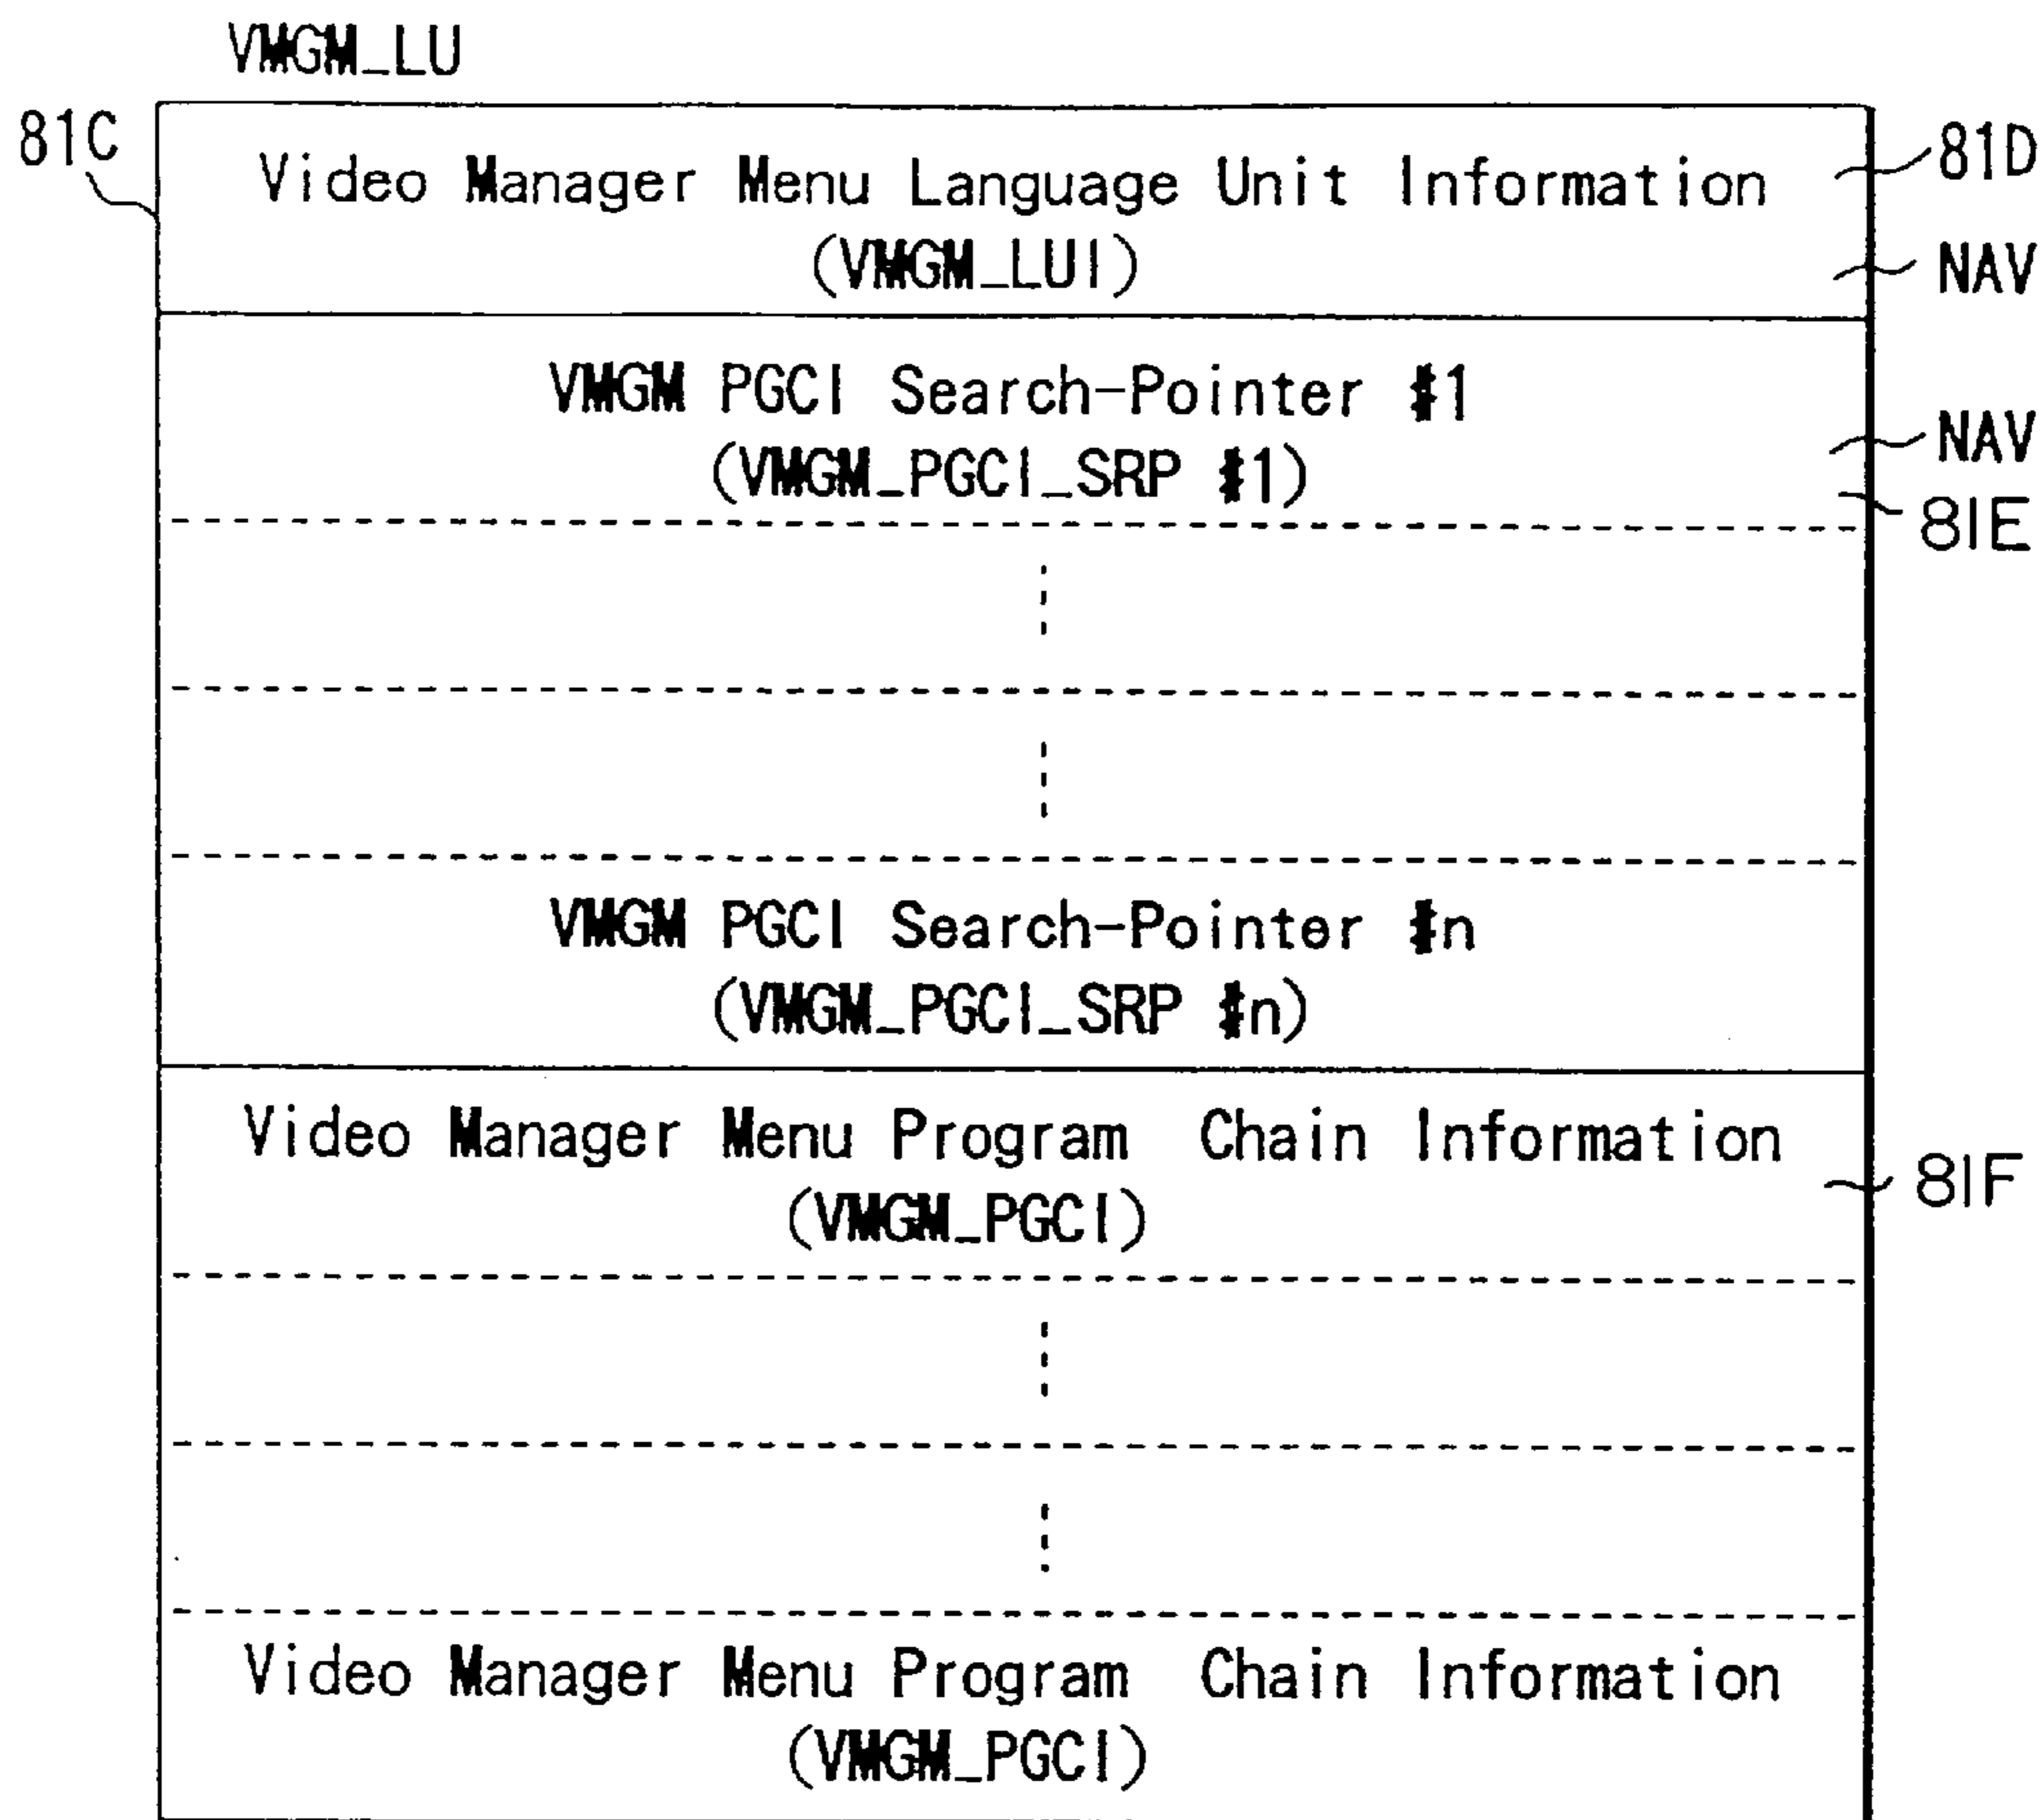 VMGM_LU
81C
Video Manager Menu Language Unit Information
81D
(VMGM_LUI)
NAV
VMGM PGCI Search-Pointer #1
NAV
(VMGM_PGCI_SRP #1)
81E
VMGM PGCI Search-Pointer #n
(VMGM_PGCI_SRP #n)
Video Manager Menu Program Chain Information
81F
(VMGM_PGCI)
Video Manager Menu Program Chain Information
(VMGM_PGCI)